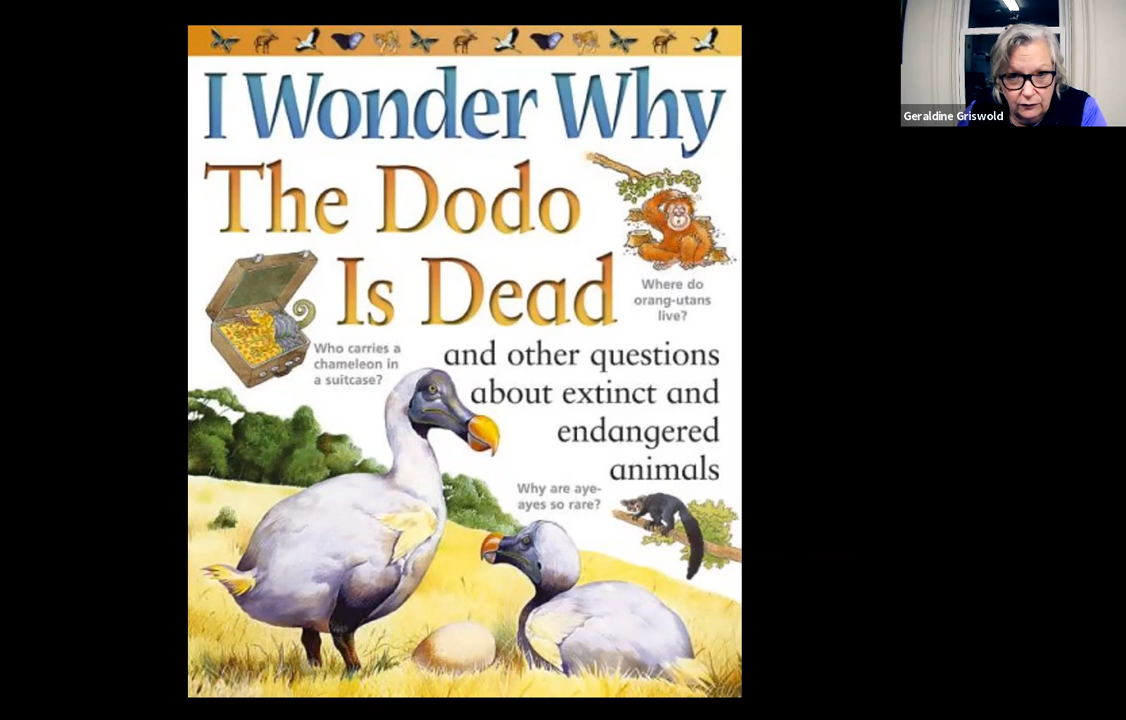 I Wonder Why
The Dodo
Is Dead
and other questions
about extinct and
endangered
animals
Where do
orang-utans
live?
Who carries a
chameleon in
a suitcase?
Why are aye-
ayes so rare?
Geraldine Griswold